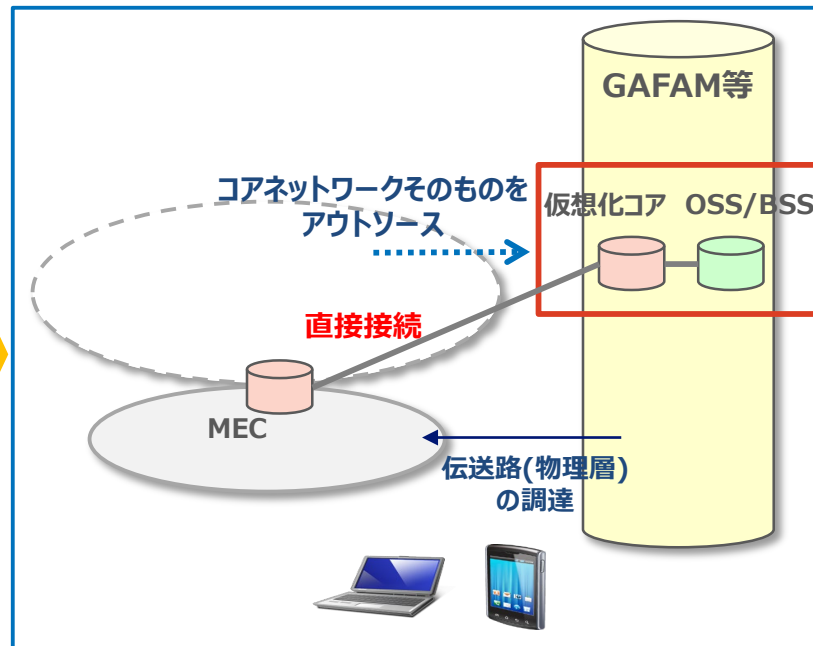 GAFAM等
コアネットワークそのものを
アウトソース
仮想化コア OSS/BSS
直接接続
MEC
伝送路(物理層)
の調達